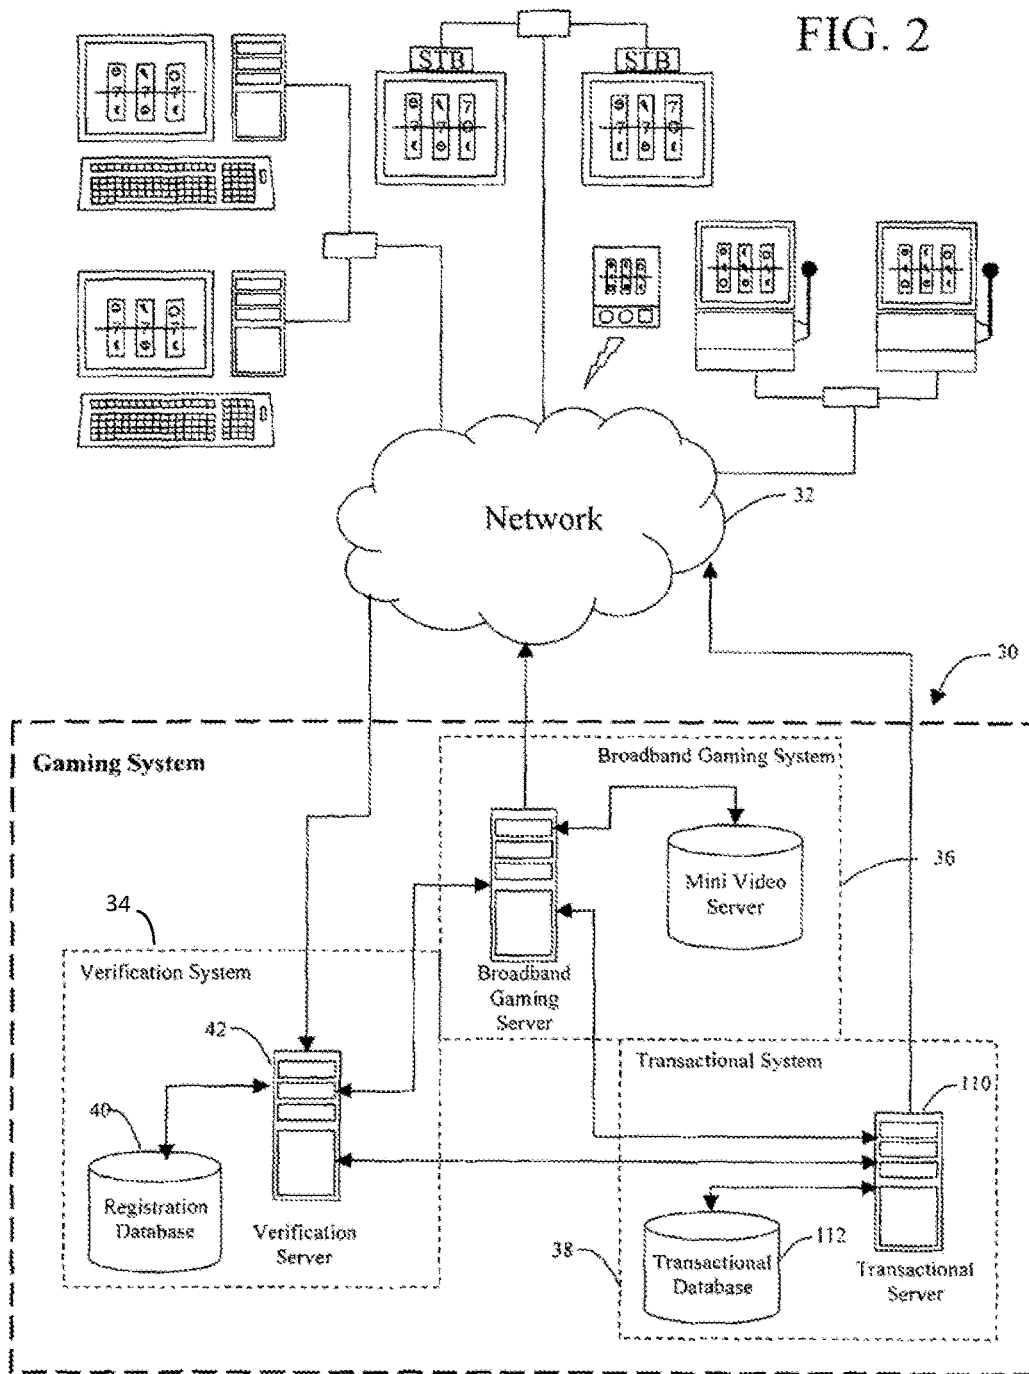 FIG. 2
STB
STB
Network
32
30
Gaming System
Broadband Gaming System
Mini Video
Server
36
Broadband
Gaming
Server
34
Verification System
42
40
Registration
Database
Verification
Server
Transactional System
110
38
Transactional
Database
112
Transactional
Server